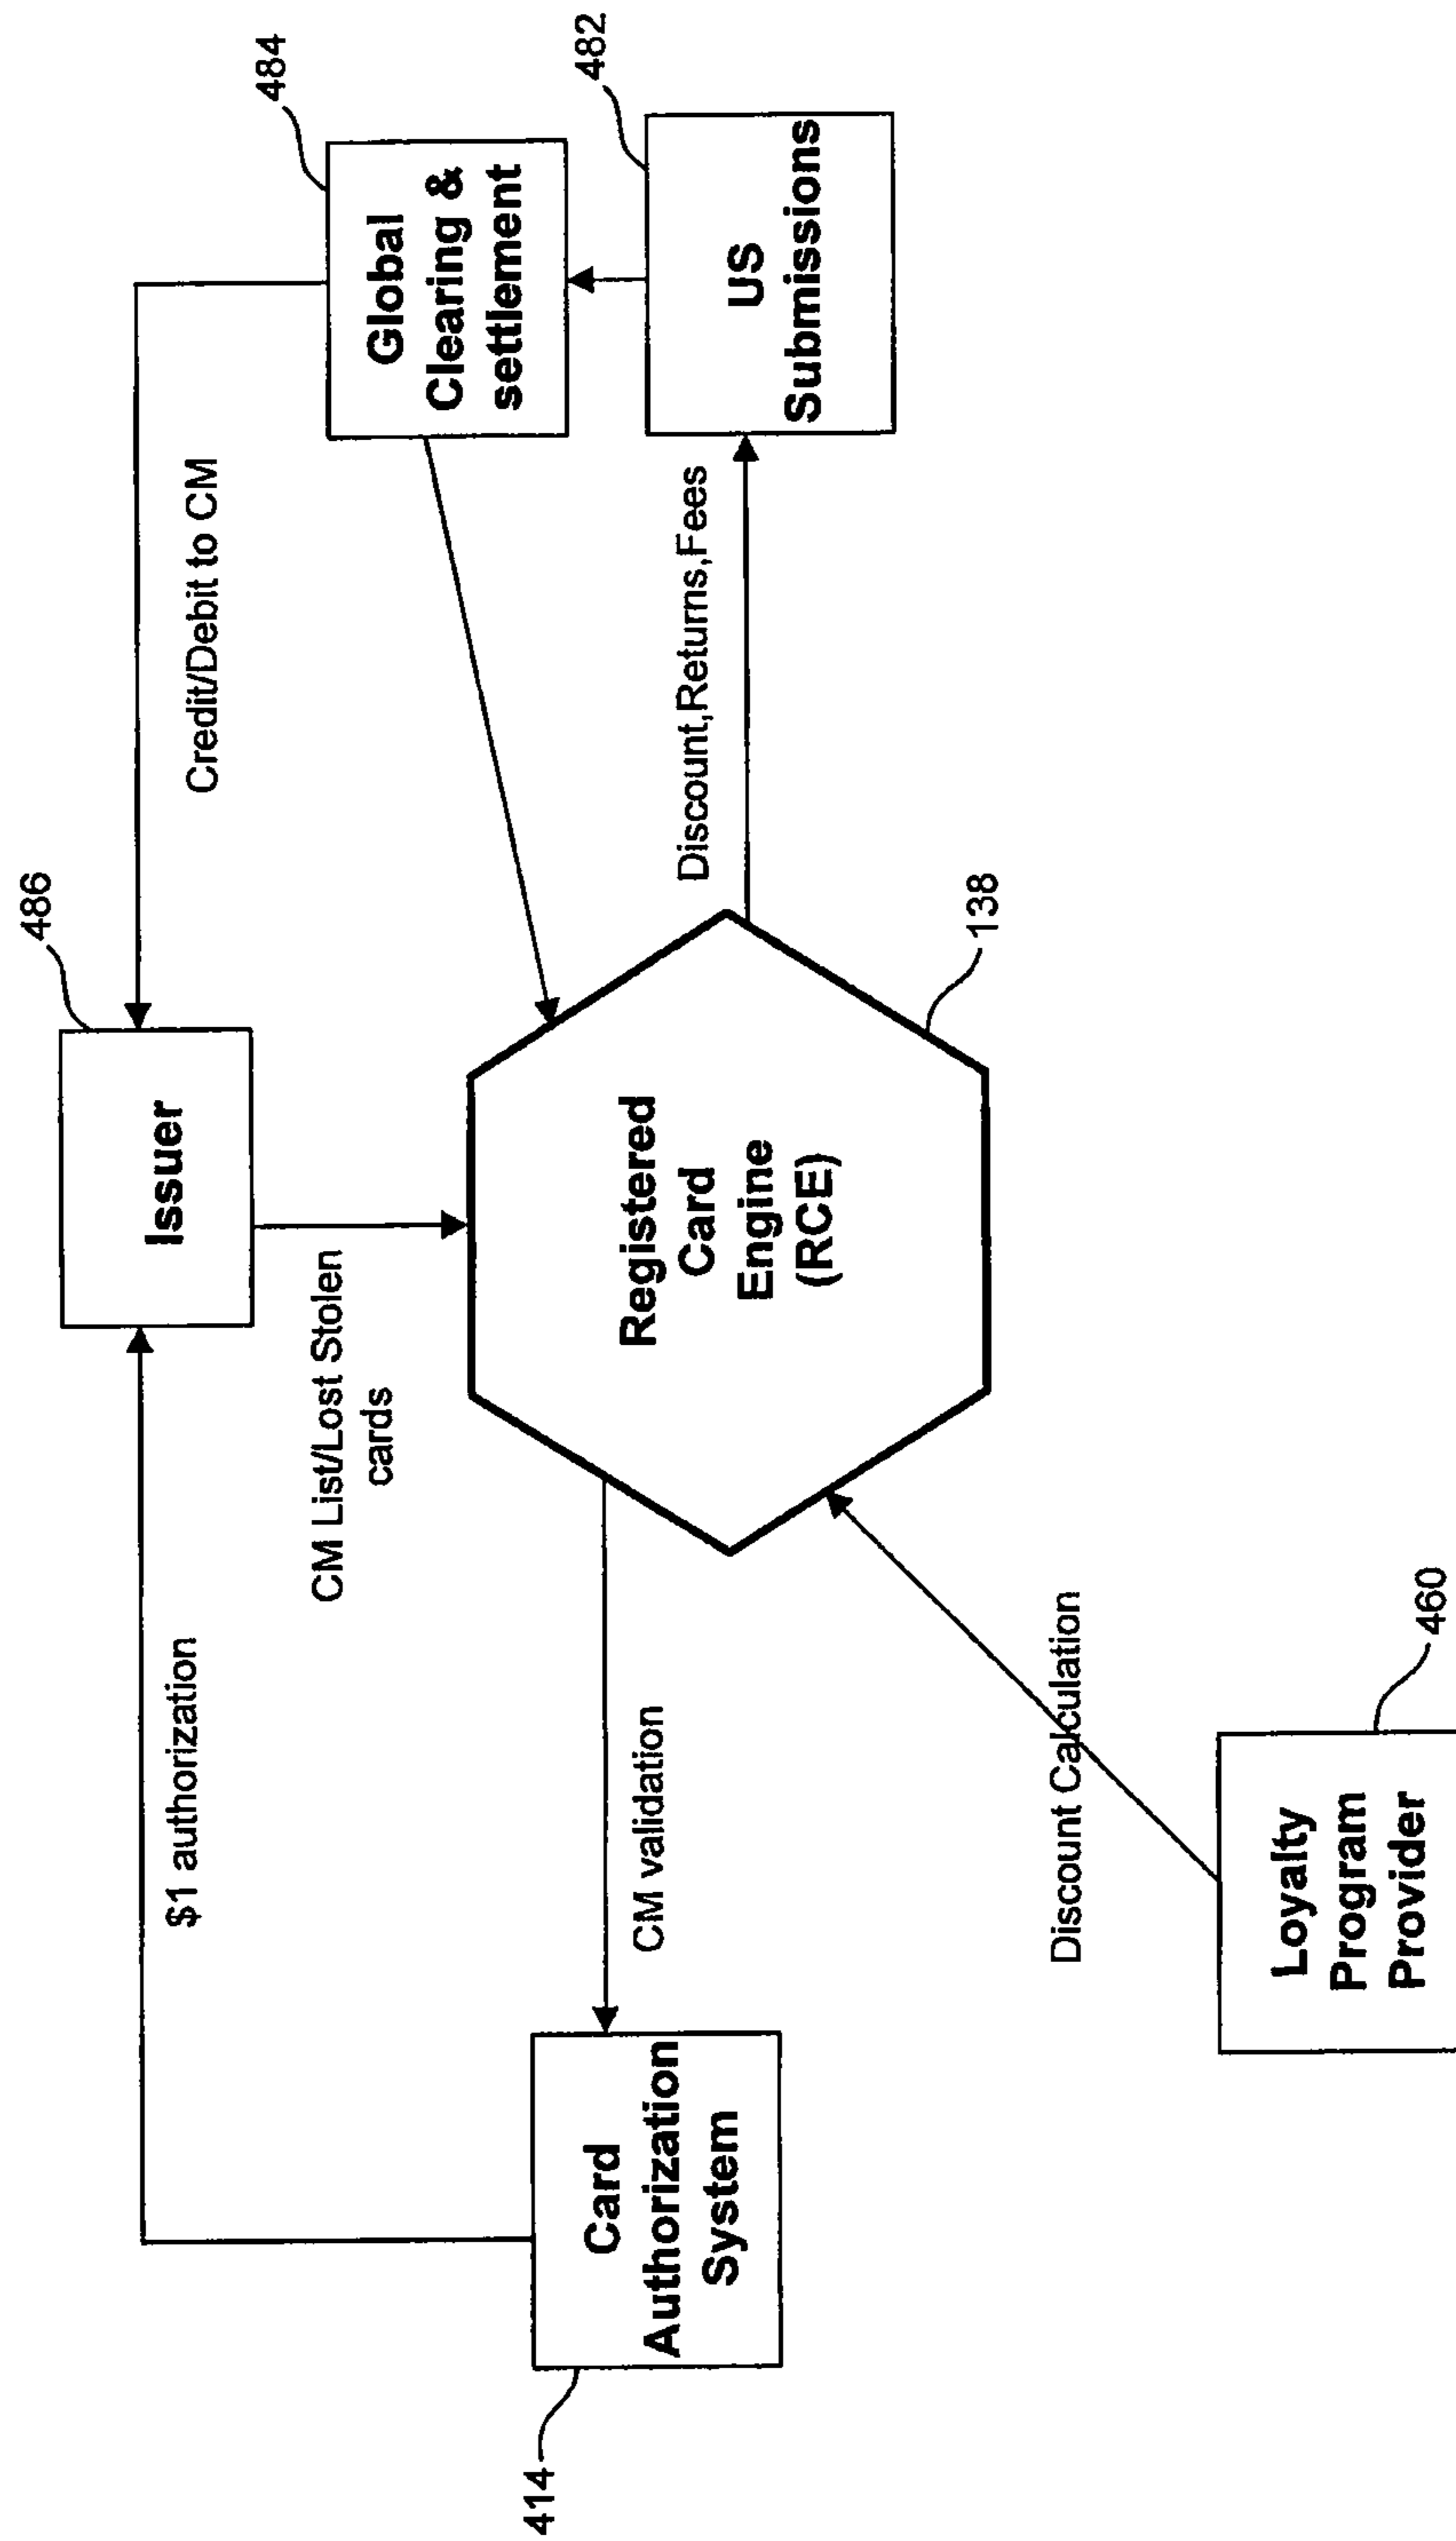 486
Issuer
484
Global
Clearing &
settlement
482
US
Submissions
Credit/Debit to CM
$1 authorization
CM List/Lost Stolen
cards
Registered
Card
Engine
(RCE)
138
Discount,Returns,Fees
CM validation
Card
Authorization
System
414
Discount Calculation
Loyalty
Program
Provider
460